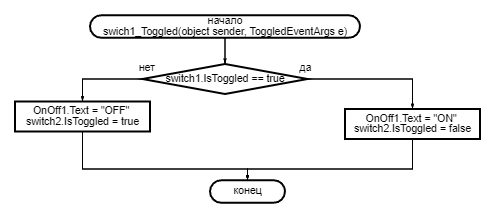 начало
swich1_Toggled(object sender, ToggledEventArgs e)
нет
да
switch1.IsToggled == true
OnOff1.Text = "OFF"
switch2.IsToggled = true
OnOff1.Text = "ON"
switch2.IsToggled = false
конец